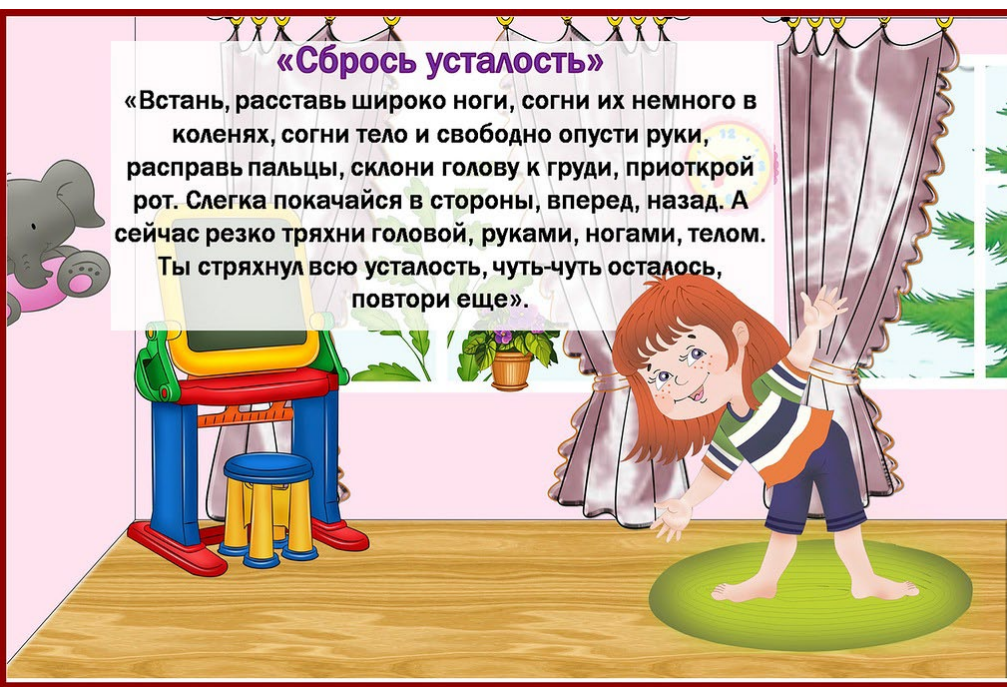 «Сбрось усталость»
«Встань, расставь широко ноги, согни их немного в
коленях, согни тело и свободно опусти руки,
расправь пальцы, склони голову к груди, приоткрой
рот. Слегка покачайся в стороны, вперед, назад. А
сейчас резко тряхни головой, руками, ногами, телом.
Ты стряхнул всю усталость, чуть-чуть осталось,
повтори еще».
12
3